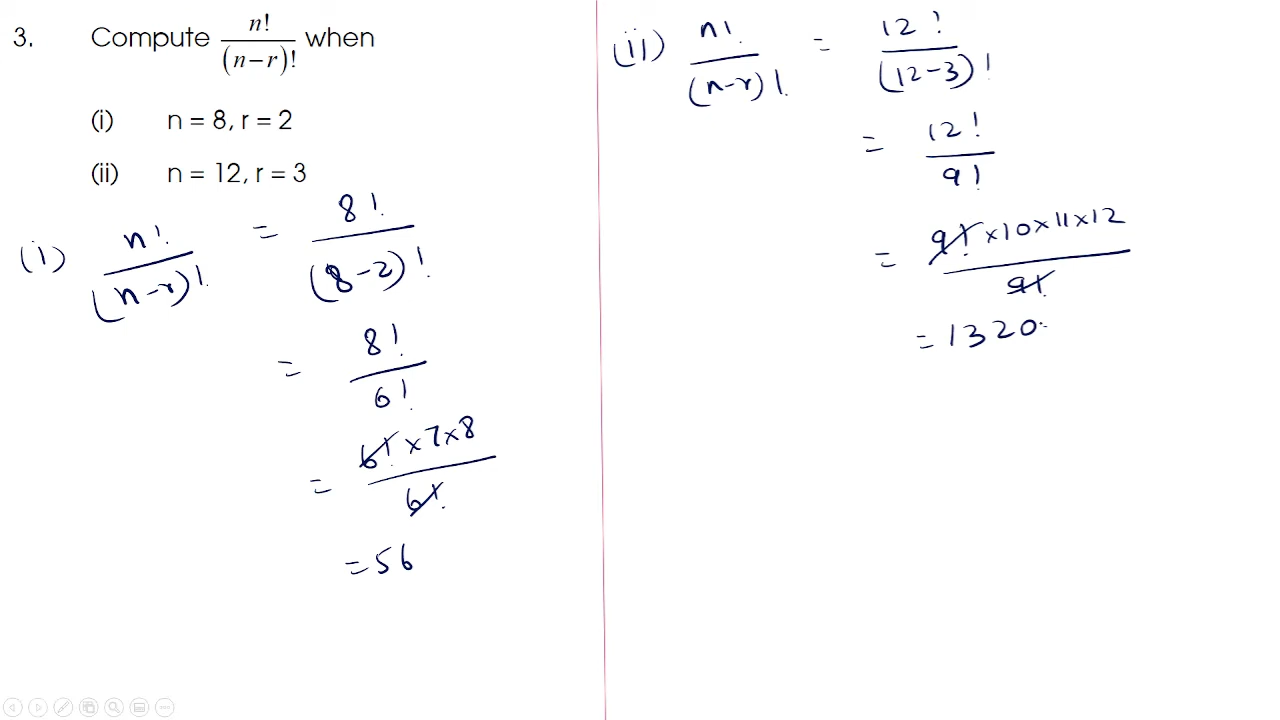 3. Compute n!/(n−r)! when
(i) n = 8, r = 2
(ii) n = 12, r = 3
(i) n!/(n−r)! = 8!/(8−2)!
= 8!/6!
= 6!×7×8/6!
= 56
(ii) n!/(n−r)! = 12!/(12−3)!
= 12!/9!
= 9!×10×11×12/9!
= 1320.